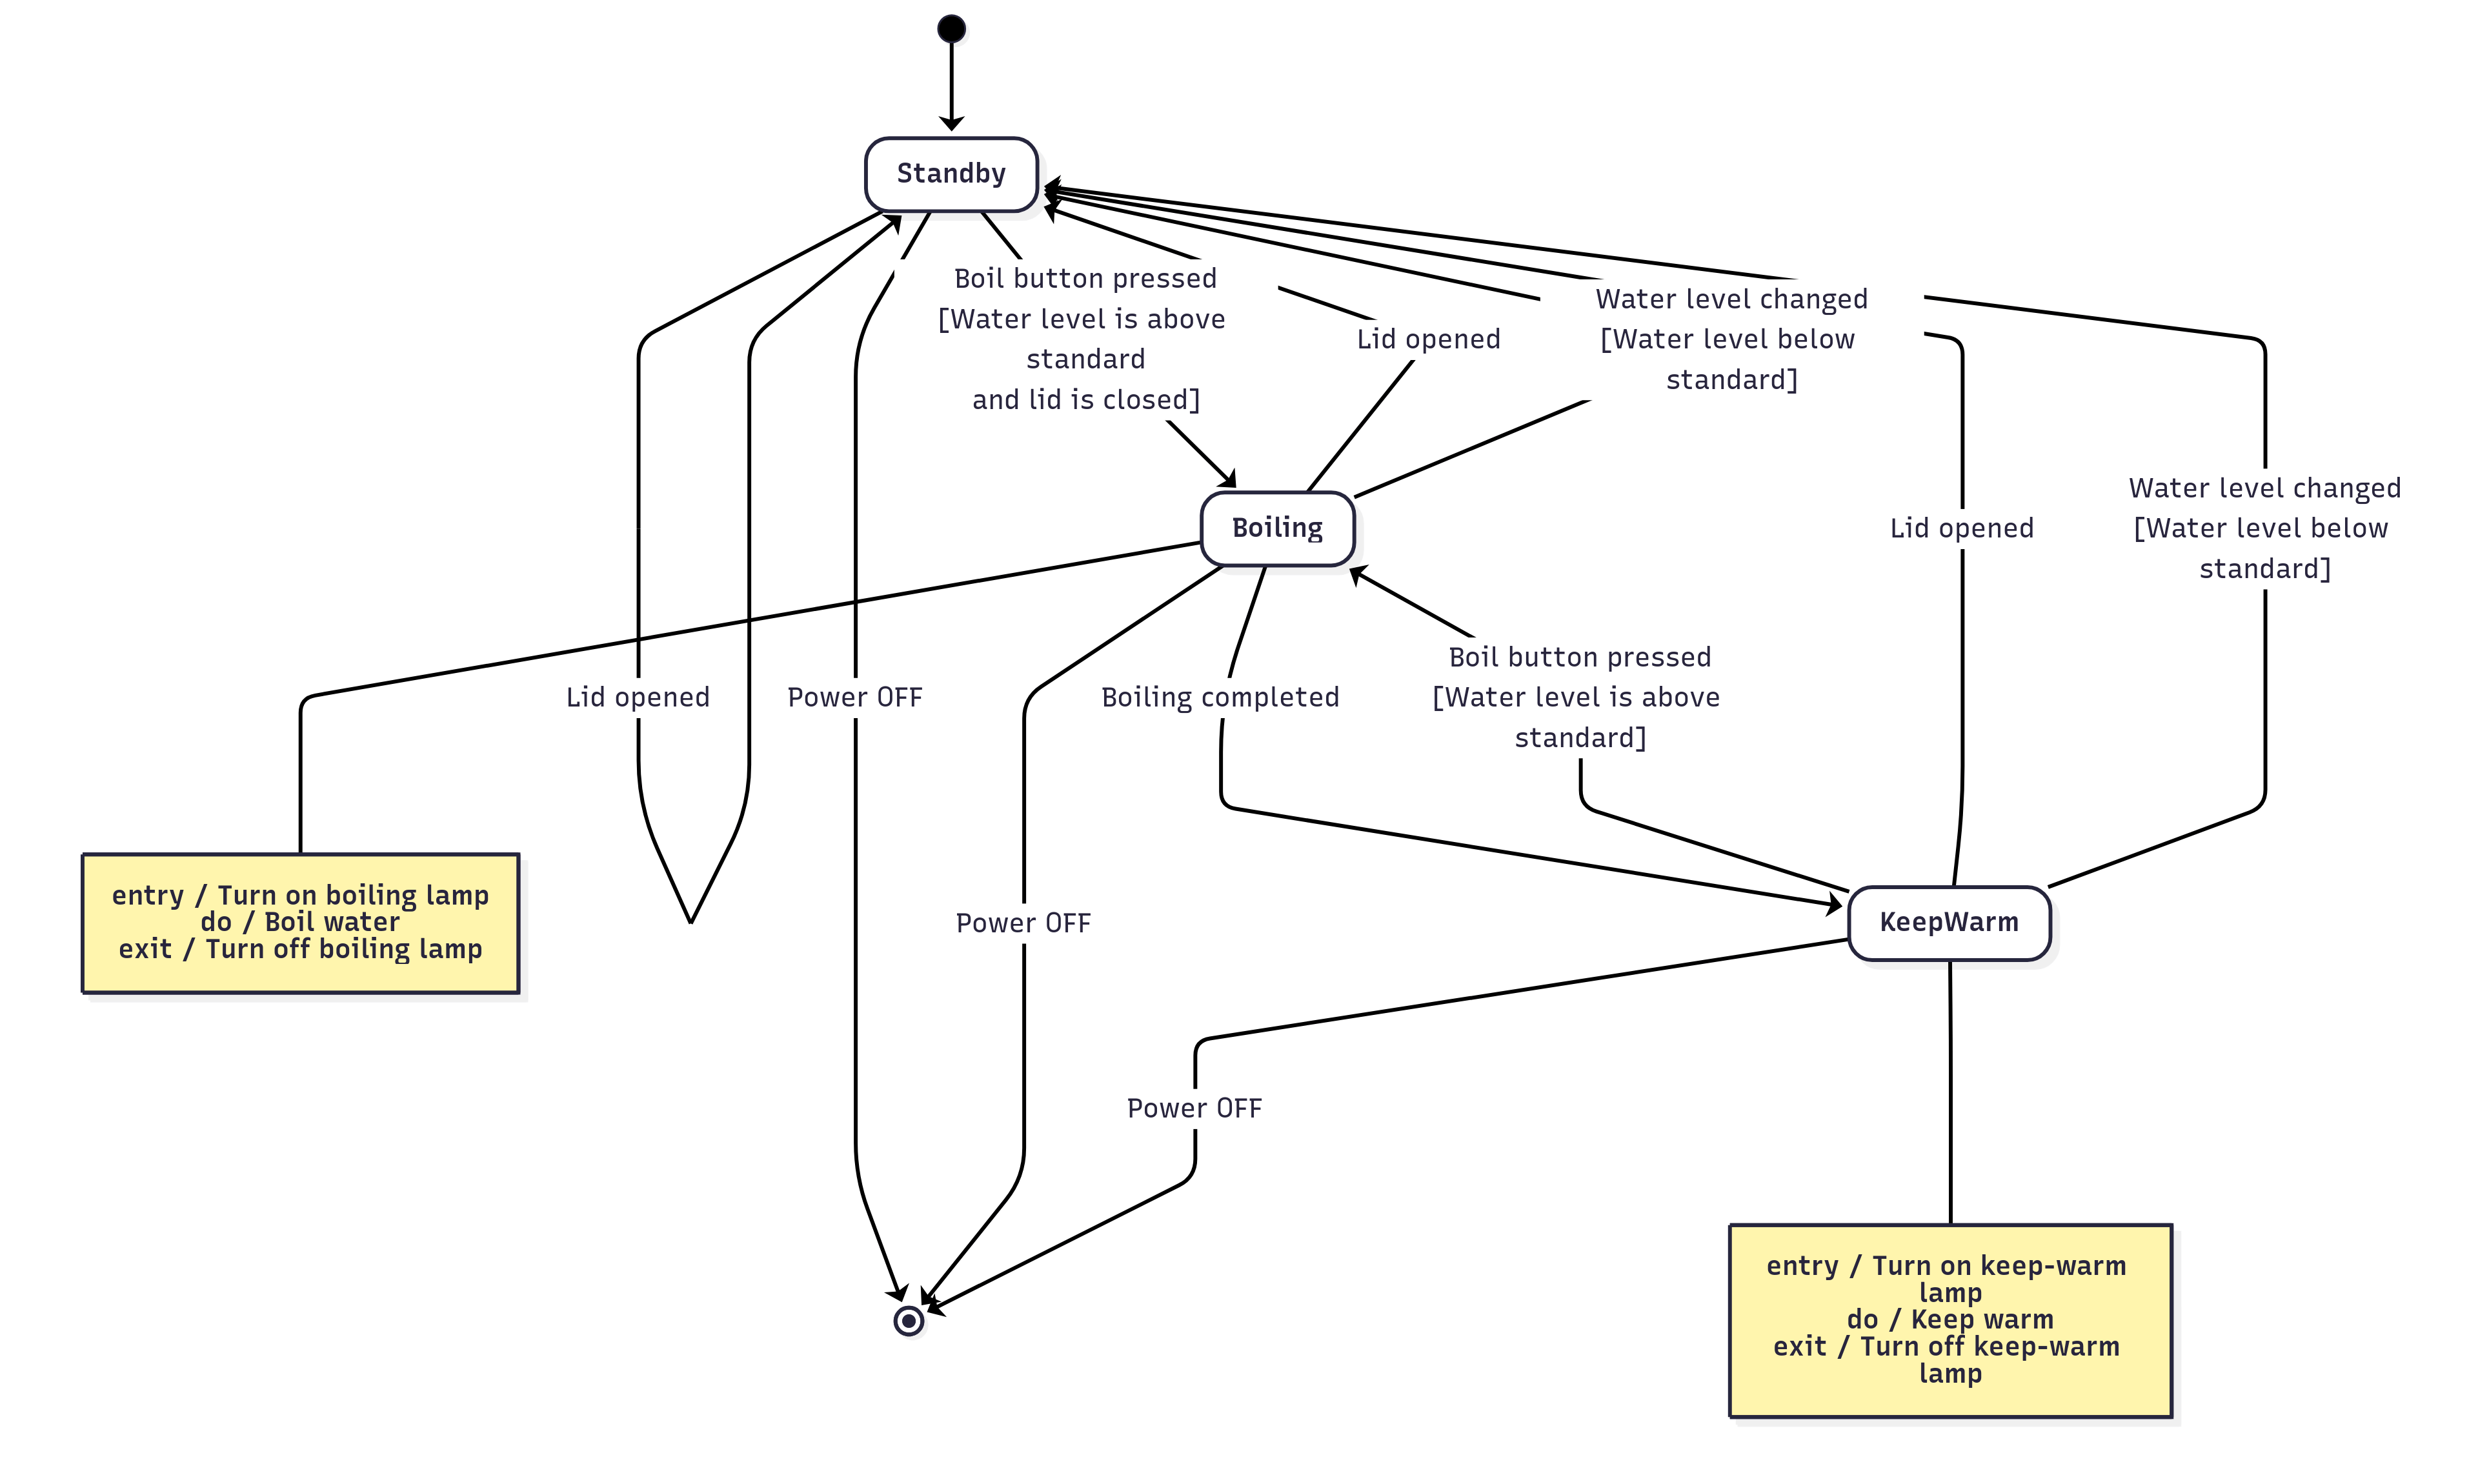 Standby
Boil button pressed
[Water level is above
standard
and lid is closed]
Lid opened
Water level changed
[Water level below
standard]
Boiling
Lid opened
Water level changed
[Water level below
standard]
Lid opened
Power OFF
Boiling completed
Boil button pressed
[Water level is above
standard]
entry / Turn on boiling lamp
do / Boil water
exit / Turn off boiling lamp
Power OFF
KeepWarm
Power OFF
entry / Turn on keep-warm
lamp
do / Keep warm
exit / Turn off keep-warm
lamp